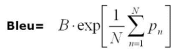 Bleu= B·exp[1/N ∑_{n=1}^{N} p_n]